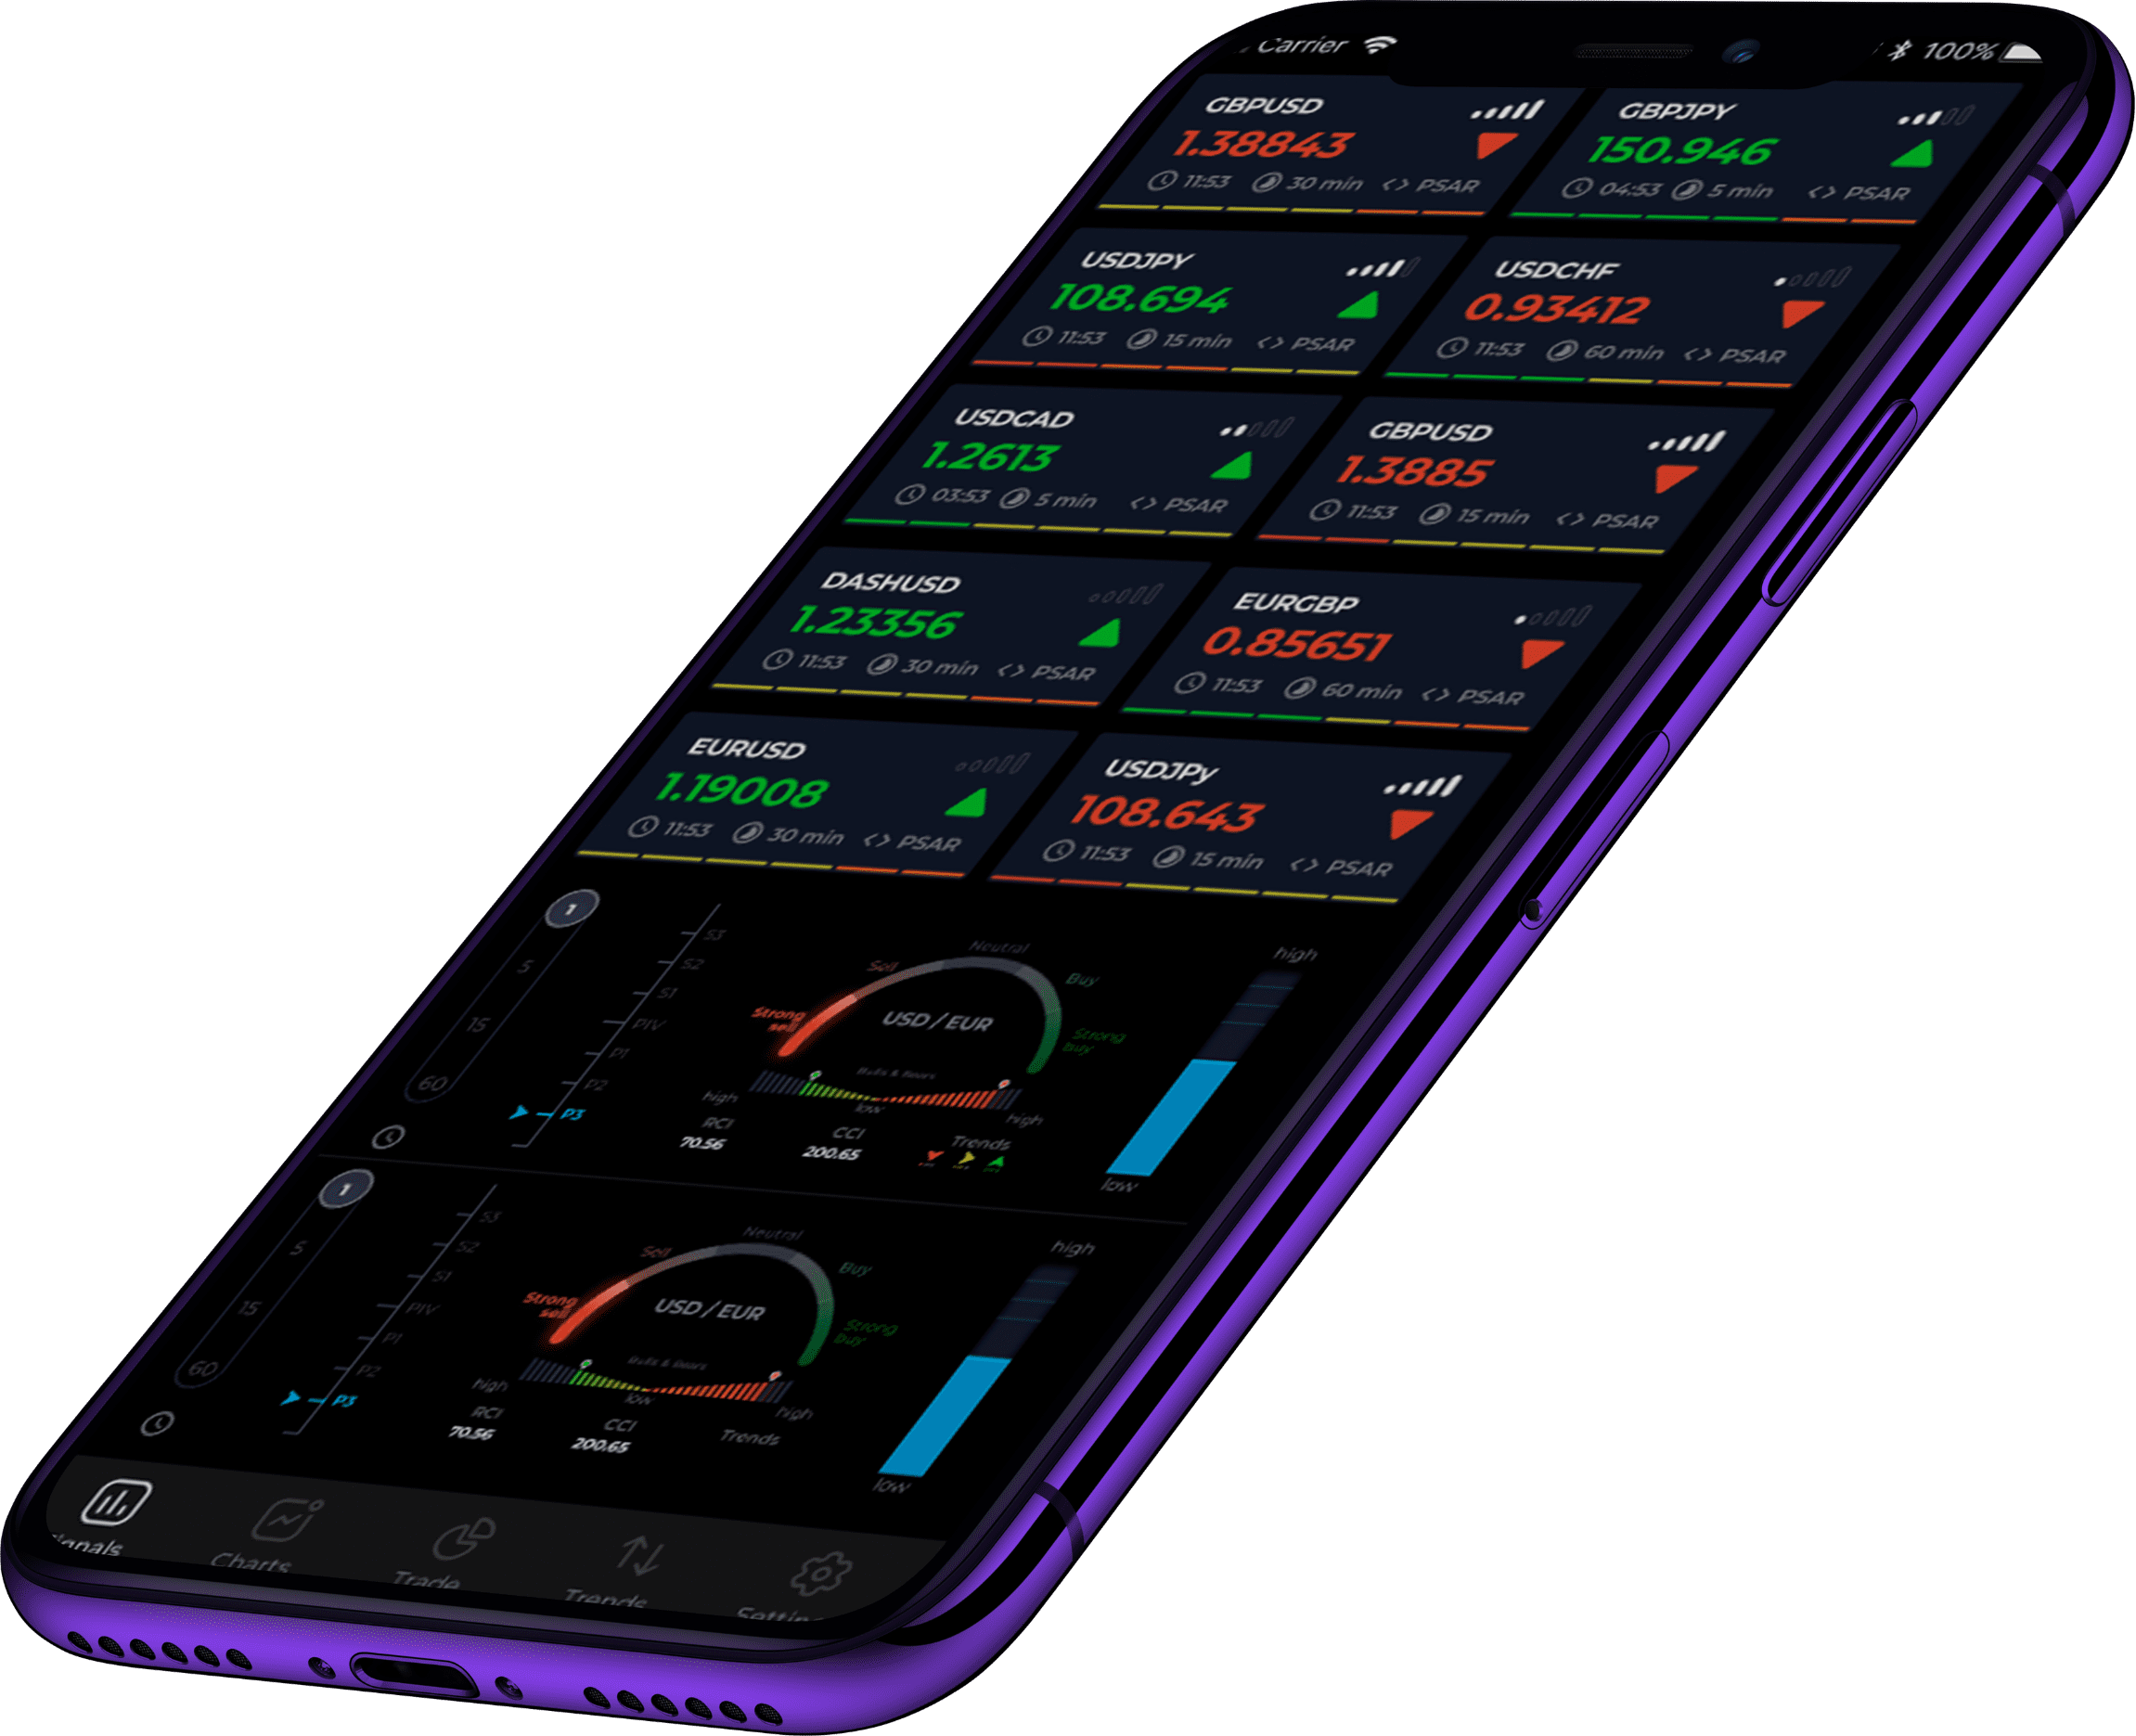 Carrier 100%
GBPUSD
1.38843
11:53 30 min <> PSAR
GBPJPY
150.946
04:53 5 min <> PSAR
USDJPY
108.694
11:53 15 min <> PSAR
USDCHF
0.93412
11:53 60 min <> PSAR
USDCAD
1.2613
03:53 5 min <> PSAR
GBPUSD
1.3885
11:53 15 min <> PSAR
DASHUSD
1.23356
11:53 30 min <> PSAR
EURGBP
0.85651
11:53 60 min <> PSAR
EURUSD
1.19008
11:53 30 min <> PSAR
USDJPy
108.643
11:53 15 min <> PSAR
1
5
15
60
S3
S2
S1
PIV
P1
P2
P3
Neutral
Sell
Buy
Strong
sell
Strong
buy
USD / EUR
Bulls & Bears
high
low
high
RCI
70.56
CCI
200.65
Trends
high
low
1
5
15
60
S3
S2
S1
PIV
P1
P2
P3
Neutral
Sell
Buy
Strong
sell
Strong
buy
USD / EUR
Bulls & Bears
high
low
high
RCI
70.56
CCI
200.65
Trends
high
low
Charts
Trade
Trends